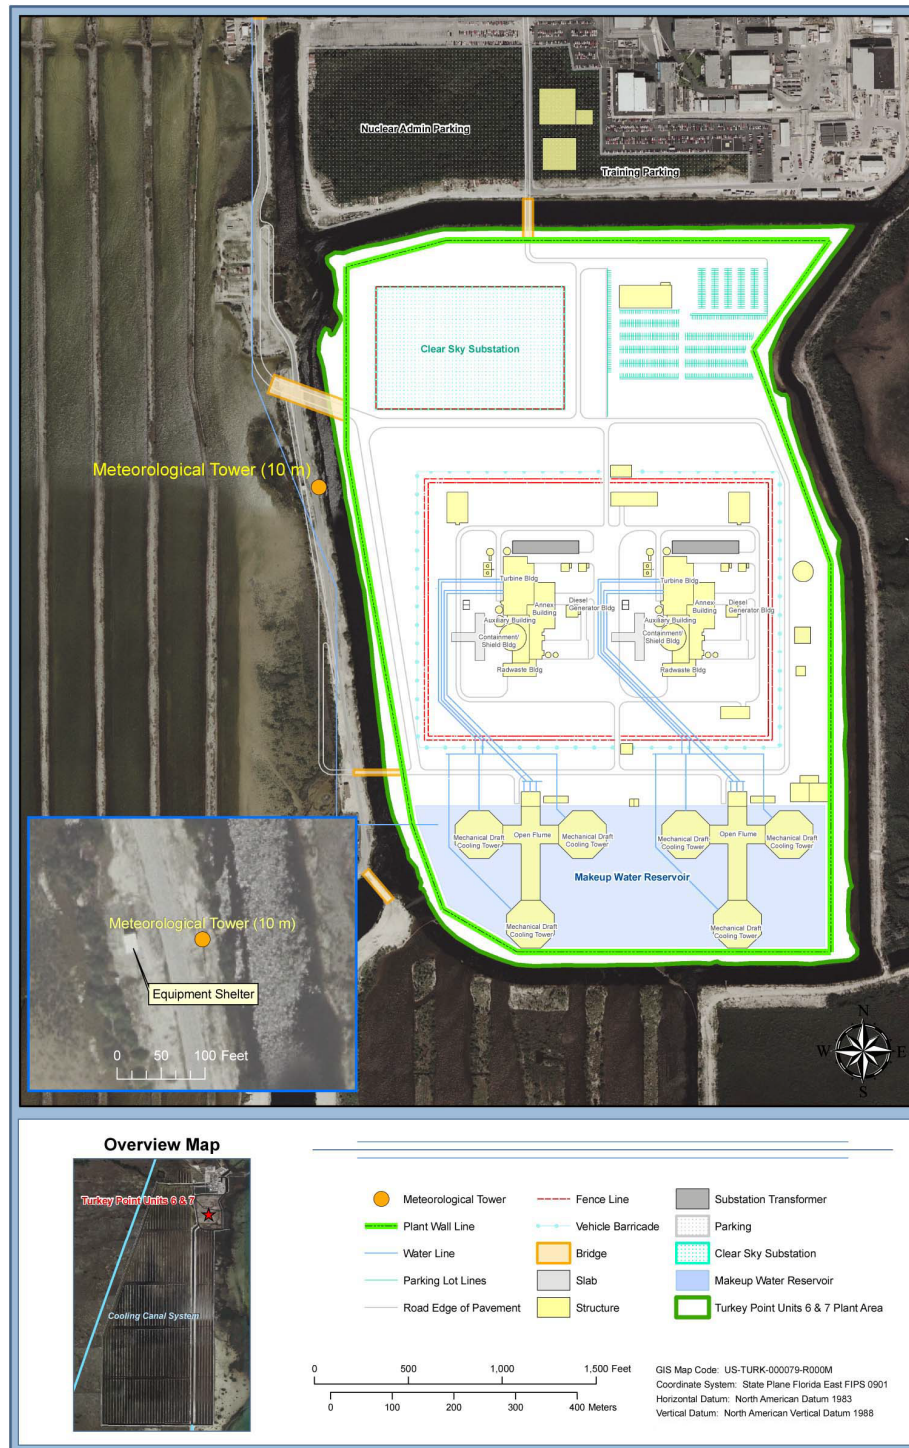 Nuclear Admin Parking
Training Parking
Clear Sky Substation
Meteorological Tower (10 m)
Turbine Bldg
Annex
Building
Diesel
Generator Bldg
Auxiliary Building
Containment/
Shield Bldg
Radwaste Bldg
Turbine Bldg
Annex
Building
Diesel
Generator Bldg
Auxiliary Building
Containment/
Shield Bldg
Radwaste Bldg
Mechanical Draft
Cooling Tower
Open Flume
Mechanical Draft
Cooling Tower
Mechanical Draft
Cooling Tower
Open Flume
Mechanical Draft
Cooling Tower
Makeup Water Reservoir
Mechanical Draft
Cooling Tower
Mechanical Draft
Cooling Tower
Meteorological Tower (10 m)
Equipment Shelter
0 50 100 Feet
N
W E
S
Overview Map
Turkey Point Units 6 & 7
Cooling Canal System
Meteorological Tower
Plant Wall Line
Water Line
Parking Lot Lines
Road Edge of Pavement
Fence Line
Vehicle Barricade
Bridge
Slab
Structure
Substation Transformer
Parking
Clear Sky Substation
Makeup Water Reservoir
Turkey Point Units 6 & 7 Plant Area
0 500 1,000 1,500 Feet
0 100 200 300 400 Meters
GIS Map Code: US-TURK-000079-R000M
Coordinate System: State Plane Florida East FIPS 0901
Horizontal Datum: North American Datum 1983
Vertical Datum: North American Vertical Datum 1988